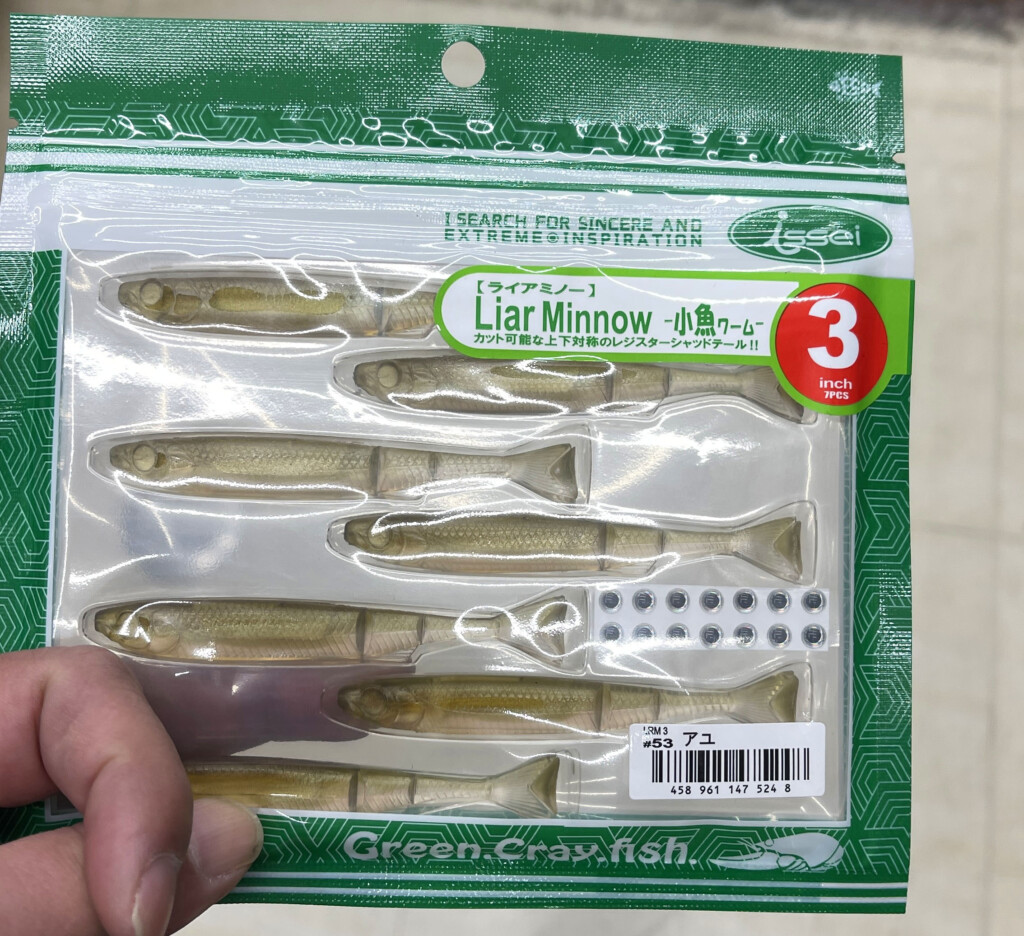 I SEARCH FOR SINCERE AND
EXTREME INSPIRATION
issei
【ライアミノー】
Liar Minnow -小魚ワーム-
カット可能な上下対称のレジスターシャッドテール!!
3
inch
7PCS
LRM 3
#53 アユ
458 961 147 524 8
Green.Cray.fish.